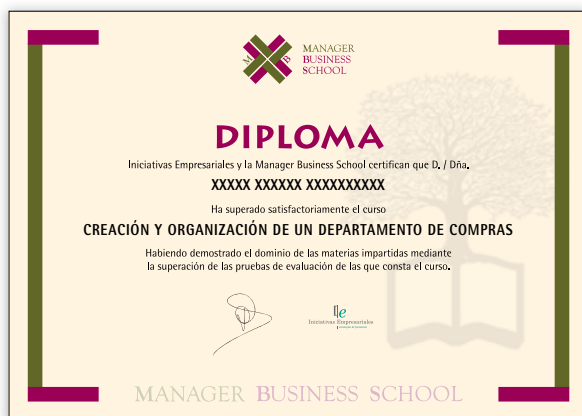 M B S
MANAGER
BUSINESS
SCHOOL
DIPLOMA
Iniciativas Empresariales y la Manager Business School certifican que D. / Dña.
XXXXX XXXXXX XXXXXXXXXX
Ha superado satisfactoriamente el curso
CREACIÓN Y ORGANIZACIÓN DE UN DEPARTAMENTO DE COMPRAS
Habiendo demostrado el dominio de las materias impartidas mediante
la superación de las pruebas de evaluación de las que consta el curso.
Iniciativas Empresariales
MANAGER BUSINESS SCHOOL